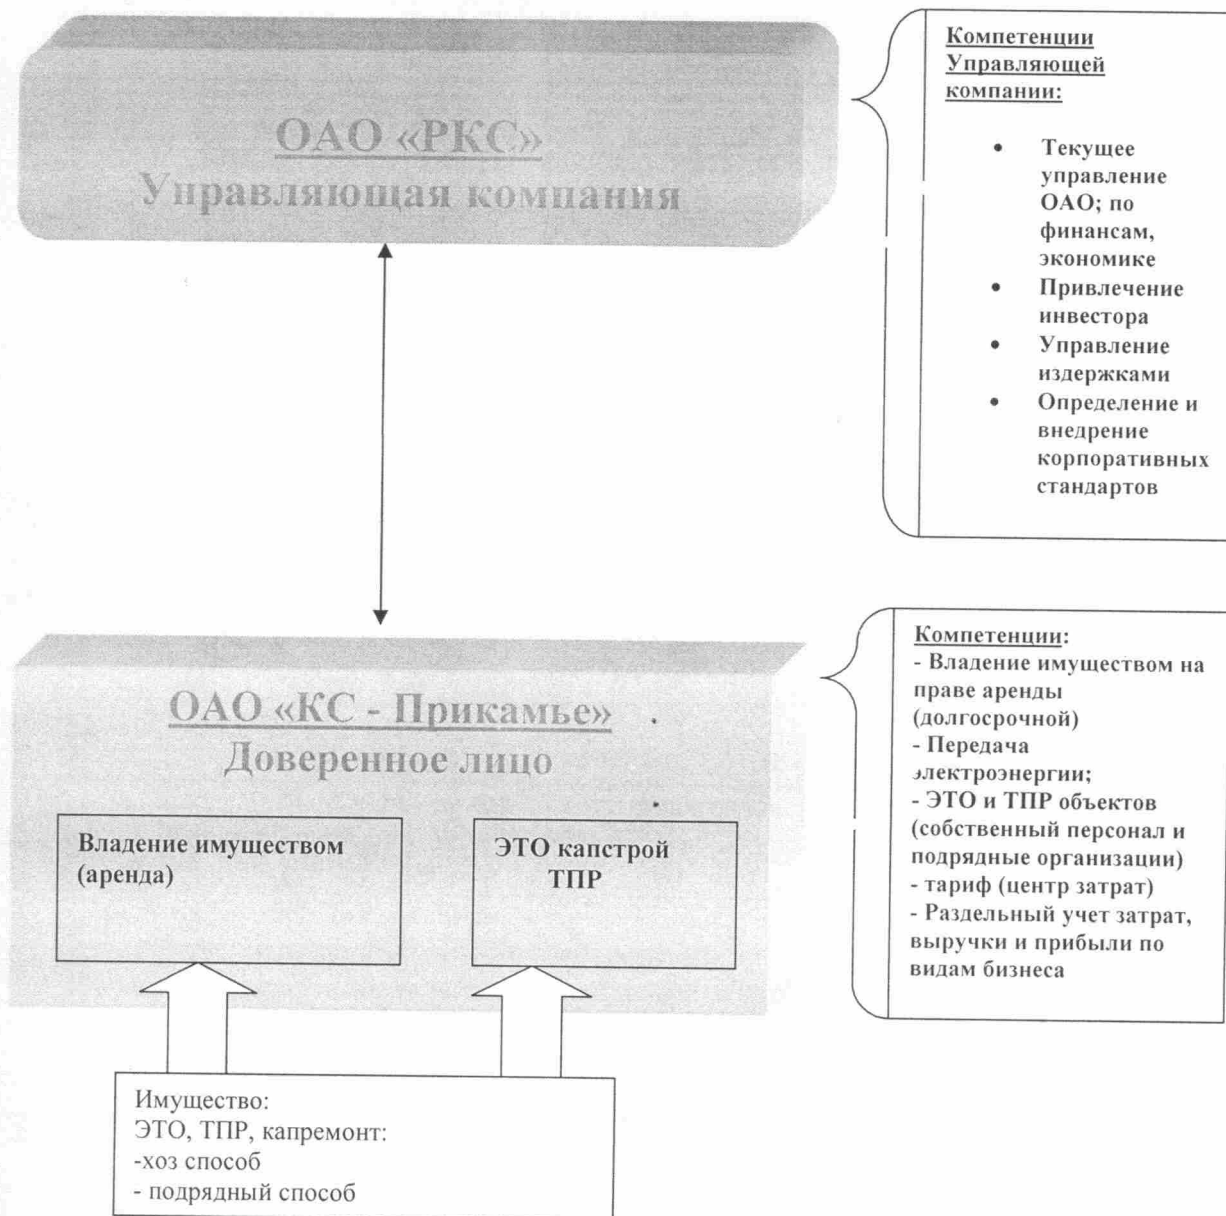 ОАО «РКС»
Управляющая компания
Компетенции
Управляющей
компании:
• Текущее
управление
ОАО; по
финансам,
экономике
• Привлечение
инвестора
• Управление
издержками
• Определение и
внедрение
корпоративных
стандартов
ОАО «КС - Прикамье»
Доверенное лицо
Владение имуществом
(аренда)
ЭТО капстрой
ТПР
Компетенции:
- Владение имуществом на
праве аренды
(долгосрочной)
- Передача
электроэнергии;
- ЭТО и ТПР объектов
(собственный персонал и
подрядные организации)
- тариф (центр затрат)
- Раздельный учет затрат,
выручки и прибыли по
видам бизнеса
Имущество:
ЭТО, ТПР, капремонт:
-хоз способ
- подрядный способ